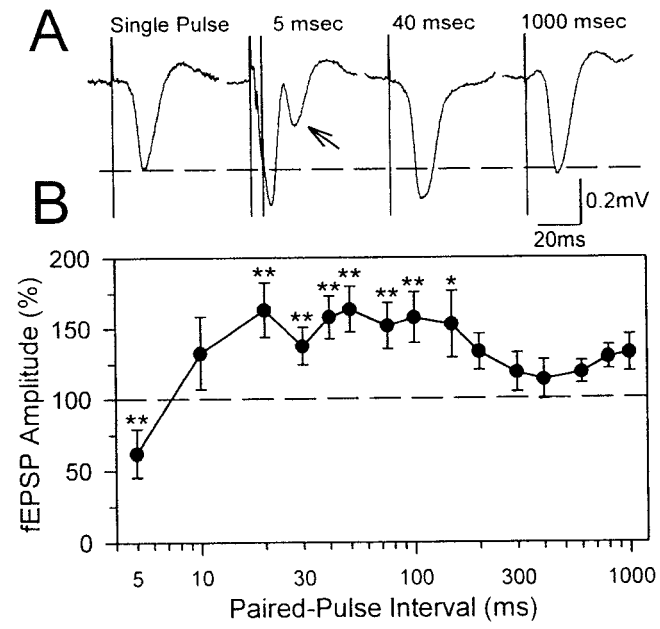 A
Single Pulse 5 msec 40 msec 1000 msec
0.2mV
20ms
B
200
150
100
50
0
fEPSP Amplitude (%)
** ** ** ** ** ** ** *
5 10 30 100 300 1000
Paired-Pulse Interval (ms)